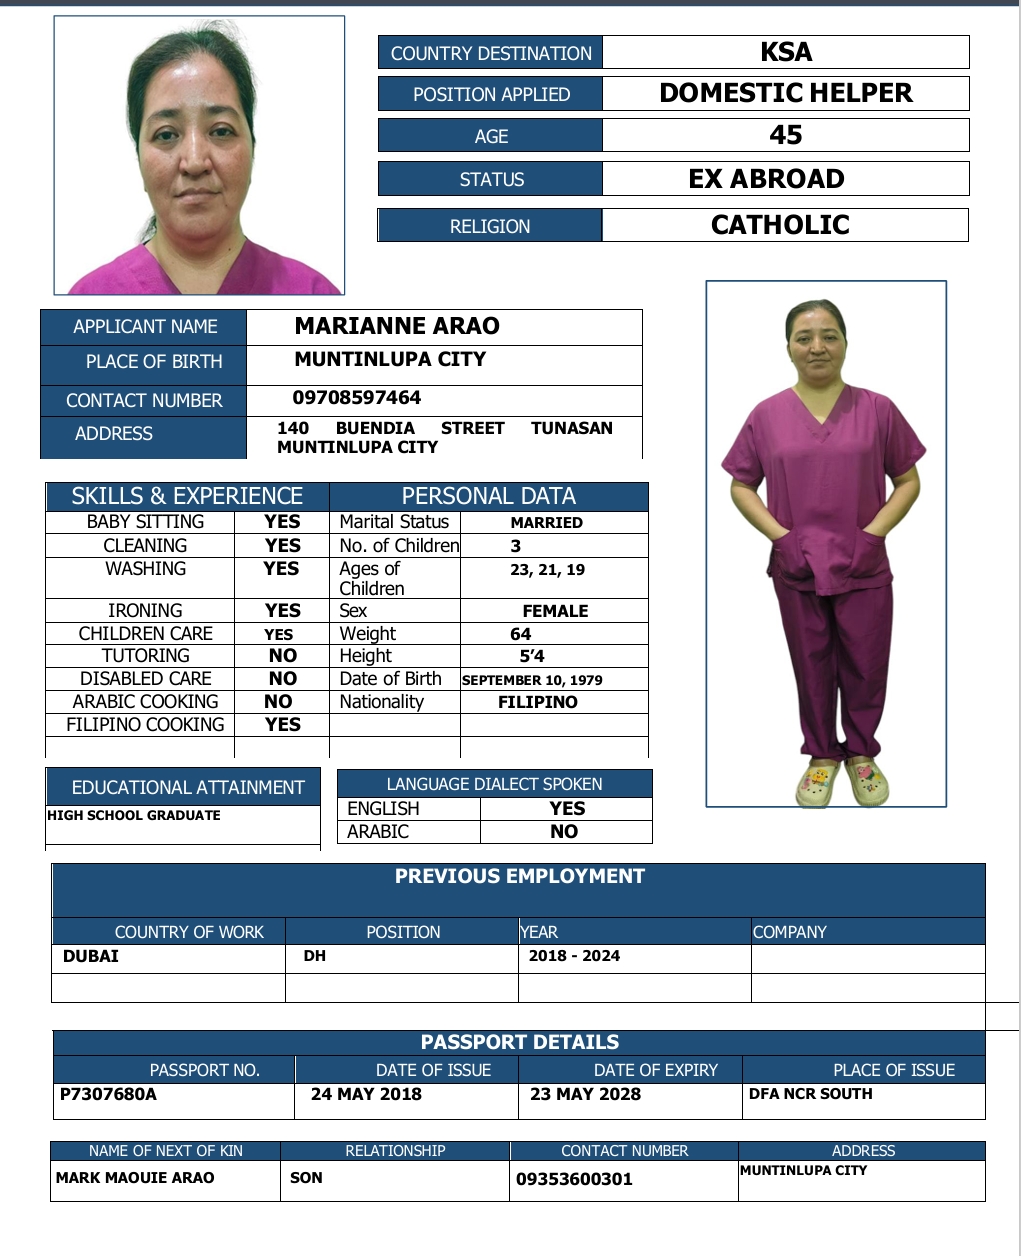 COUNTRY DESTINATION KSA
POSITION APPLIED DOMESTIC HELPER
AGE 45
STATUS EX ABROAD
RELIGION CATHOLIC
APPLICANT NAME MARIANNE ARAO
PLACE OF BIRTH MUNTINLUPA CITY
CONTACT NUMBER 09708597464
ADDRESS 140 BUENDIA STREET TUNASAN
MUNTINLUPA CITY
SKILLS & EXPERIENCE PERSONAL DATA
BABY SITTING YES Marital Status MARRIED
CLEANING YES No. of Children 3
WASHING YES Ages of 23, 21, 19
Children
IRONING YES Sex FEMALE
CHILDREN CARE YES Weight 64
TUTORING NO Height 5’4
DISABLED CARE NO Date of Birth SEPTEMBER 10, 1979
ARABIC COOKING NO Nationality FILIPINO
FILIPINO COOKING YES
EDUCATIONAL ATTAINMENT
HIGH SCHOOL GRADUATE
LANGUAGE DIALECT SPOKEN
ENGLISH YES
ARABIC NO
PREVIOUS EMPLOYMENT
COUNTRY OF WORK POSITION YEAR COMPANY
DUBAI DH 2018 - 2024
PASSPORT DETAILS
PASSPORT NO. DATE OF ISSUE DATE OF EXPIRY PLACE OF ISSUE
P7307680A 24 MAY 2018 23 MAY 2028 DFA NCR SOUTH
NAME OF NEXT OF KIN RELATIONSHIP CONTACT NUMBER ADDRESS
MARK MAOUIE ARAO SON 09353600301 MUNTINLUPA CITY